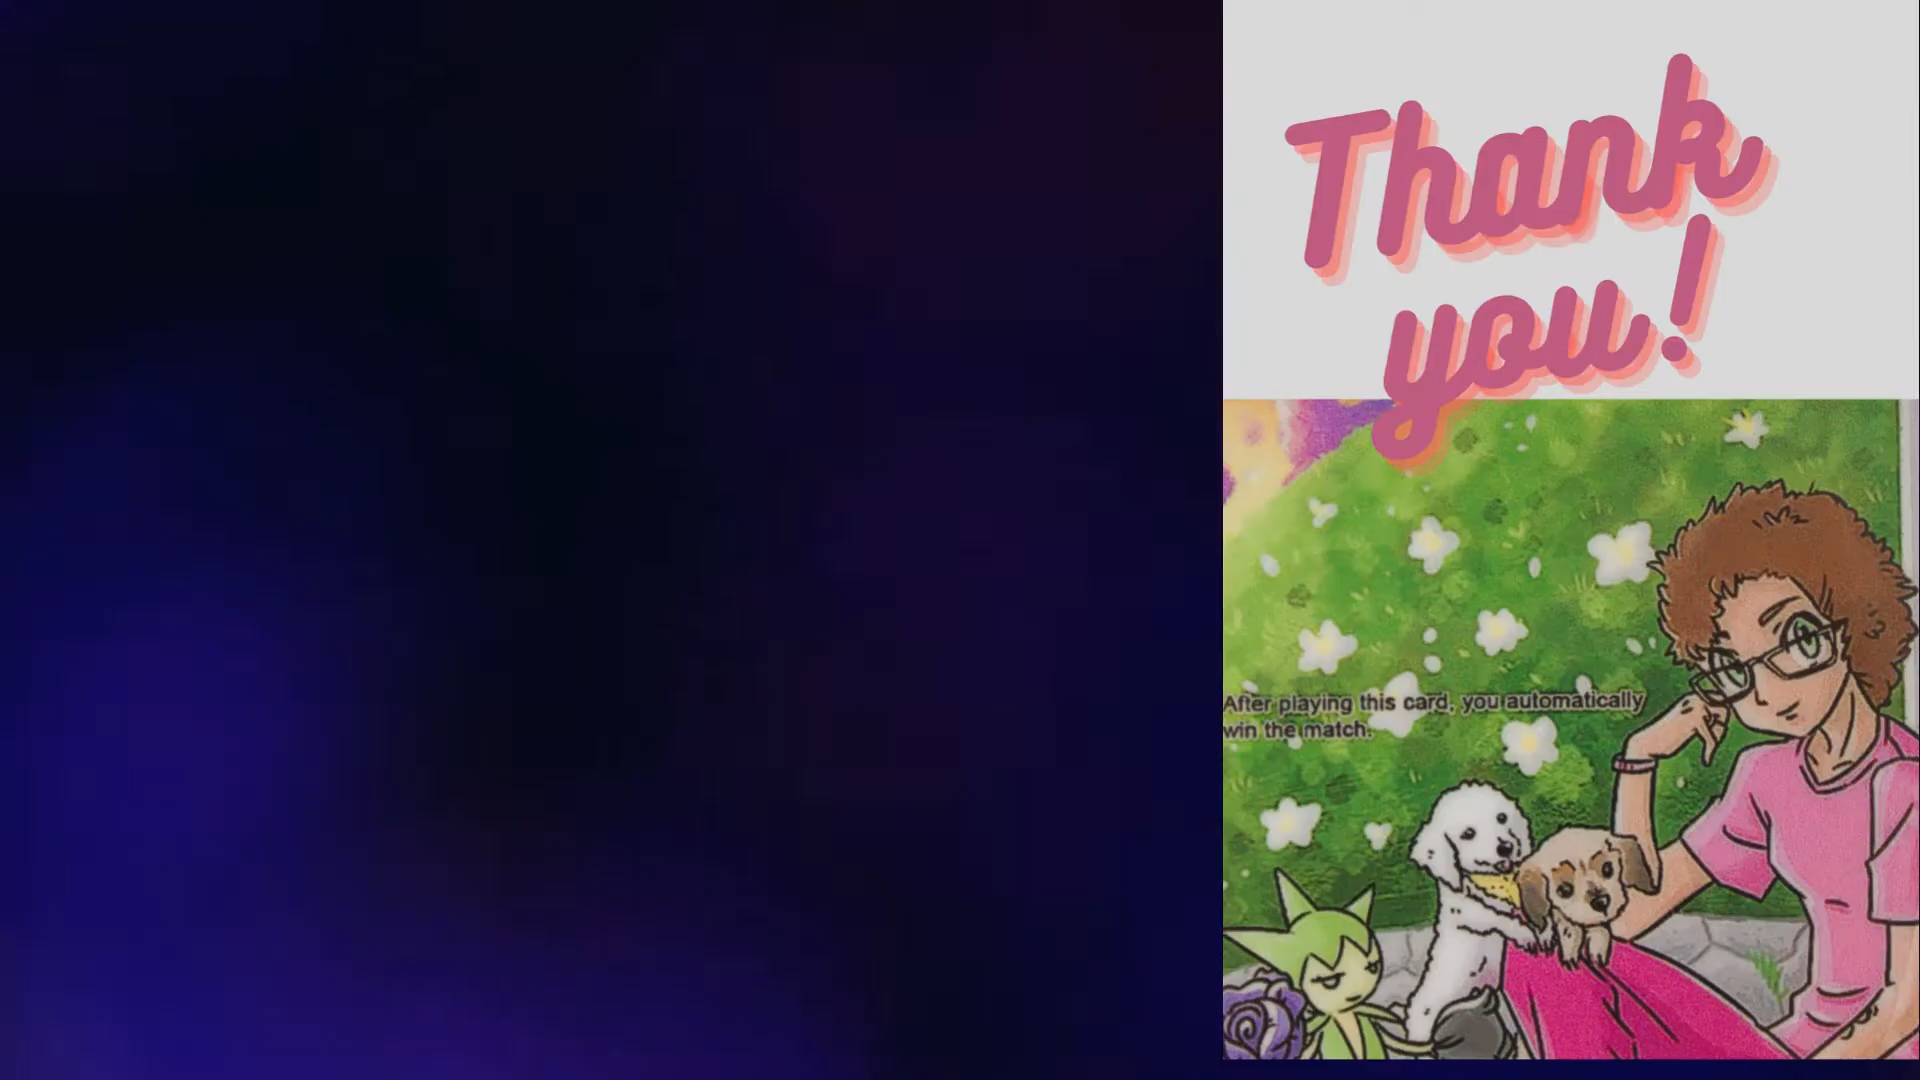 Thank
you!
After playing this card, you automatically
win the match.